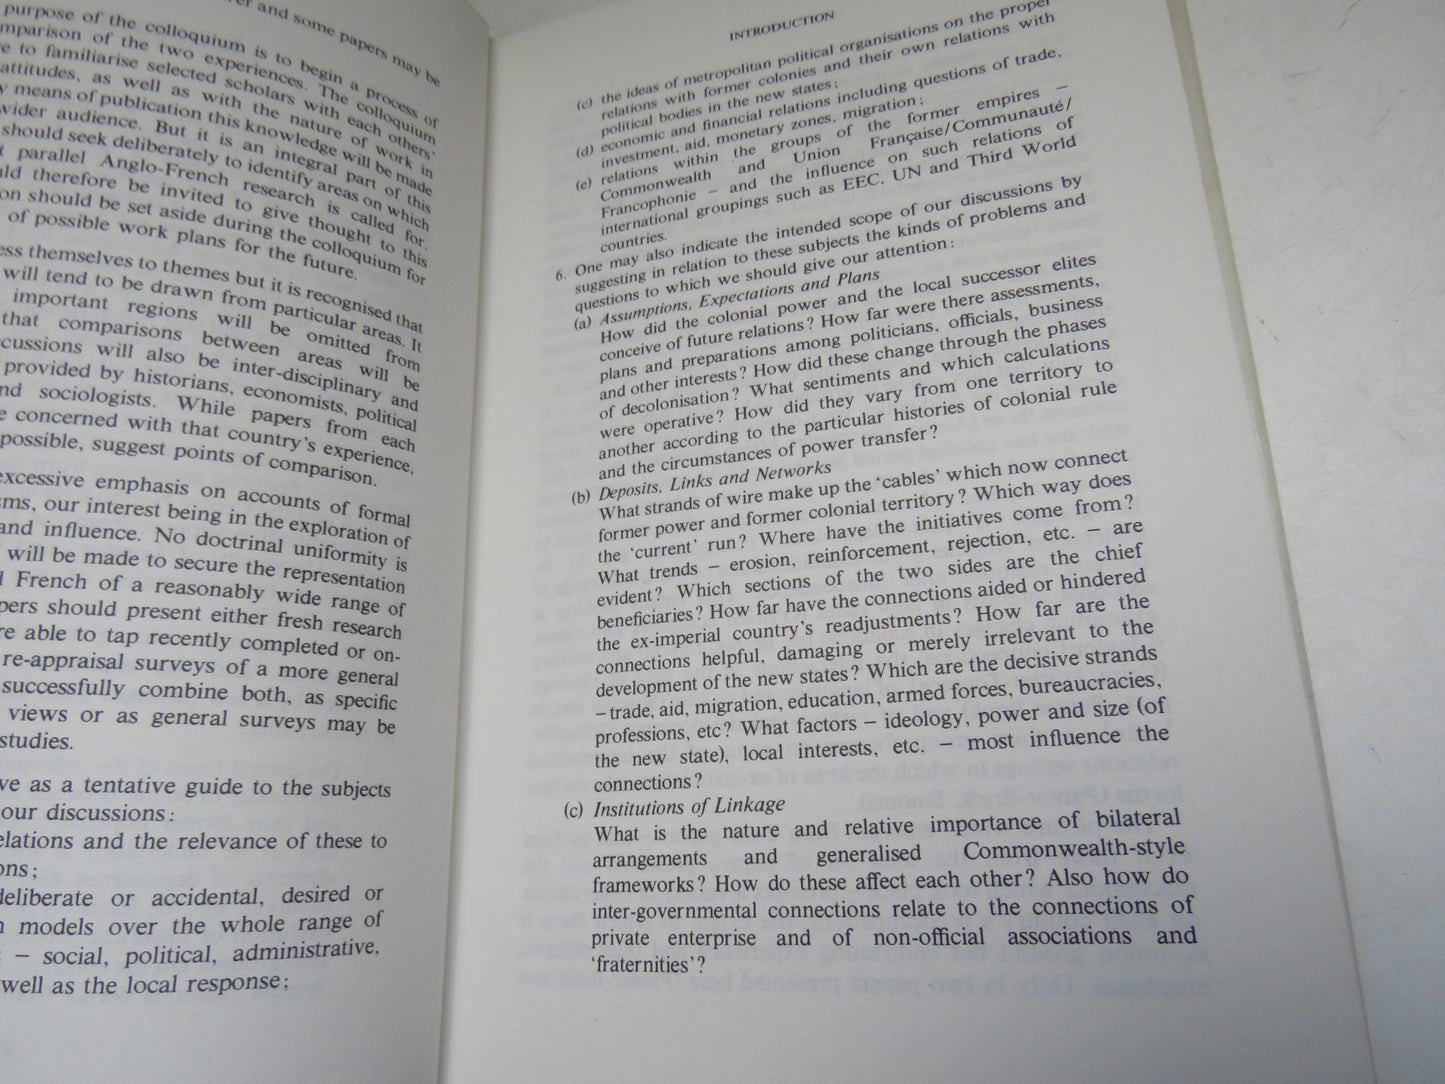 er and some papers may be
purpose of the colloquium is to begin a process of
mparison of the two experiences. The colloquium
e to familiarise selected scholars with each others'
attitudes, as well as with the nature of work in
y means of publication this knowledge will be made
wider audience. But it is an integral part of this
should seek deliberately to identify areas on which
t parallel Anglo-French research is called for.
ld therefore be invited to give thought to this
on should be set aside during the colloquium for
of possible work plans for the future.
ess themselves to themes but it is recognised that
will tend to be drawn from particular areas. It
important regions will be omitted from
that comparisons between areas will be
cussions will also be inter-disciplinary and
provided by historians, economists, political
nd sociologists. While papers from each
e concerned with that country's experience,
possible, suggest points of comparison.
excessive emphasis on accounts of formal
sms, our interest being in the exploration of
and influence. No doctrinal uniformity is
will be made to secure the representation
d French of a reasonably wide range of
pers should present either fresh research
re able to tap recently completed or on-
re-appraisal surveys of a more general
successfully combine both, as specific
views or as general surveys may be
studies.
ve as a tentative guide to the subjects
our discussions:
elations and the relevance of these to
ons;
deliberate or accidental, desired or
n models over the whole range of
– social, political, administrative,
well as the local response;
INTRODUCTION
(c) the ideas of metropolitan political organisations on the proper
relations with former colonies and their own relations with
political bodies in the new states;
(d) economic and financial relations including questions of trade,
investment, aid, monetary zones, migration;
(e) relations within the groups of the former empires –
Commonwealth and Union Française/Communauté/
Francophonie – and the influence on such relations of
international groupings such as EEC, UN and Third World
countries.
6. One may also indicate the intended scope of our discussions by
suggesting in relation to these subjects the kinds of problems and
questions to which we should give our attention:
(a) Assumptions, Expectations and Plans
How did the colonial power and the local successor elites
conceive of future relations? How far were there assessments,
plans and preparations among politicians, officials, business
and other interests? How did these change through the phases
of decolonisation? What sentiments and which calculations
were operative? How did they vary from one territory to
another according to the particular histories of colonial rule
and the circumstances of power transfer?
(b) Deposits, Links and Networks
What strands of wire make up the 'cables' which now connect
former power and former colonial territory? Which way does
the 'current' run? Where have the initiatives come from?
What trends – erosion, reinforcement, rejection, etc. – are
evident? Which sections of the two sides are the chief
beneficiaries? How far have the connections aided or hindered
the ex-imperial country's readjustments? How far are the
connections helpful, damaging or merely irrelevant to the
development of the new states? Which are the decisive strands
– trade, aid, migration, education, armed forces, bureaucracies,
professions, etc? What factors – ideology, power and size (of
the new state), local interests, etc. – most influence the
connections?
(c) Institutions of Linkage
What is the nature and relative importance of bilateral
arrangements and generalised Commonwealth-style
frameworks? How do these affect each other? Also how do
inter-governmental connections relate to the connections of
private enterprise and of non-official associations and
'fraternities'?